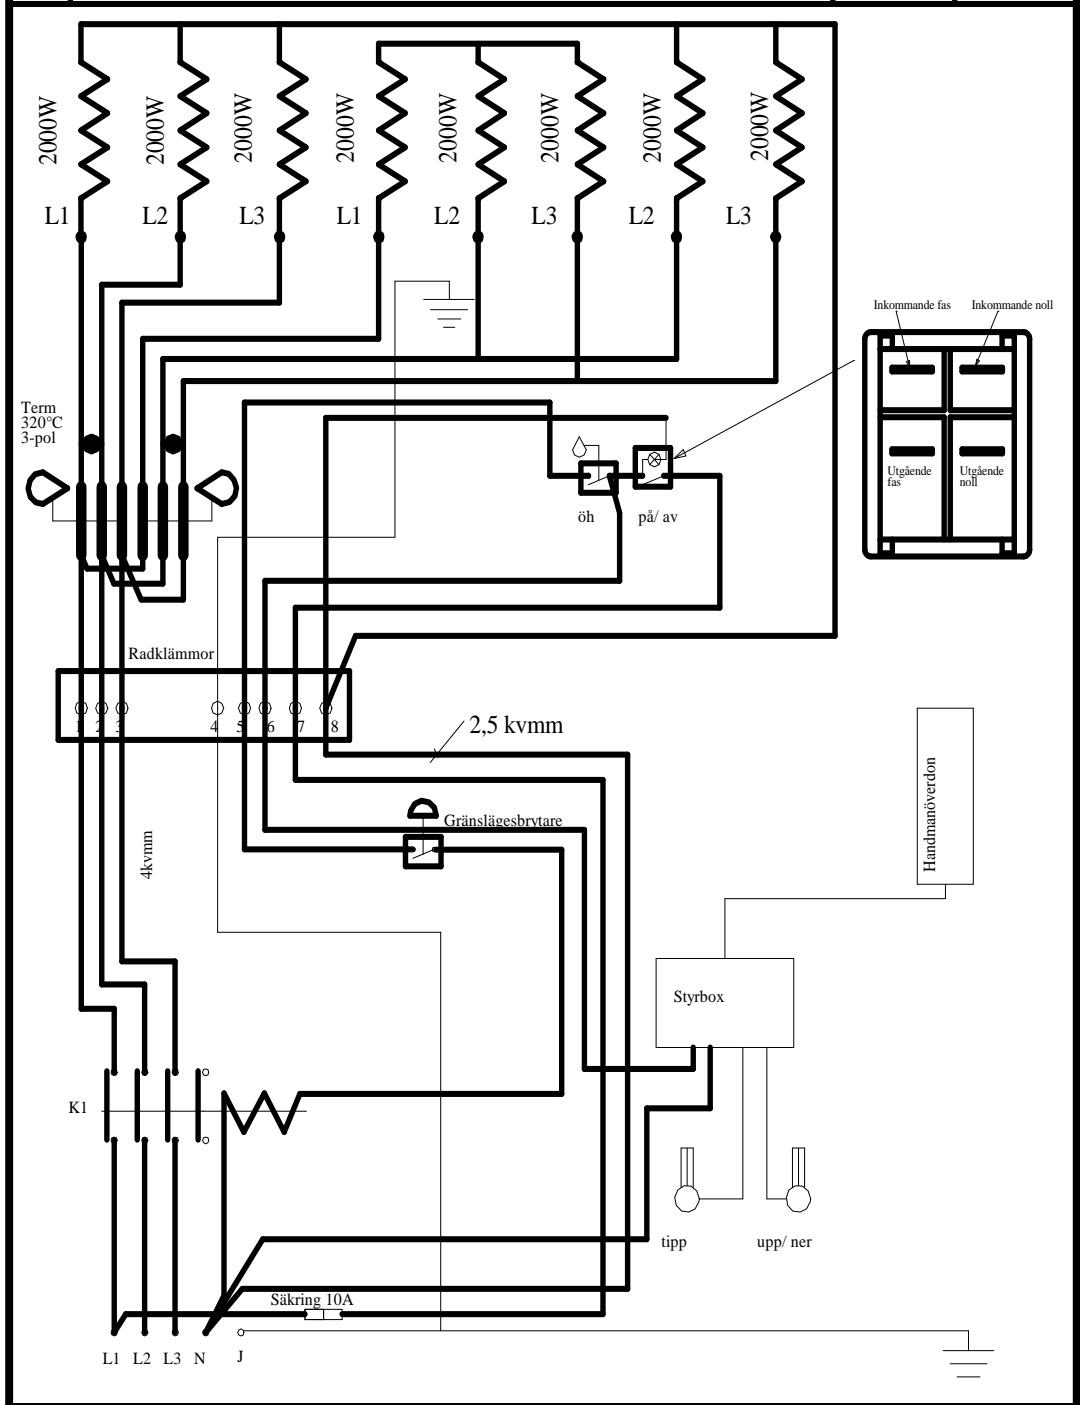 2000W
2000W
2000W
2000W
2000W
2000W
2000W
2000W
L1
L2
L3
L1
L2
L3
L2
L3
Inkommande fas
Inkommande noll
Utgående
fas
Utgående
noll
Term
320°C
3-pol
öh
på/ av
Radklämmor
1
2
3
4
5
6
7
8
2,5 kvmm
Gränslägesbrytare
4kvmm
Handmanöverdon
Styrbox
K1
tipp
upp/ ner
Säkring 10A
L1
L2
L3
N
J